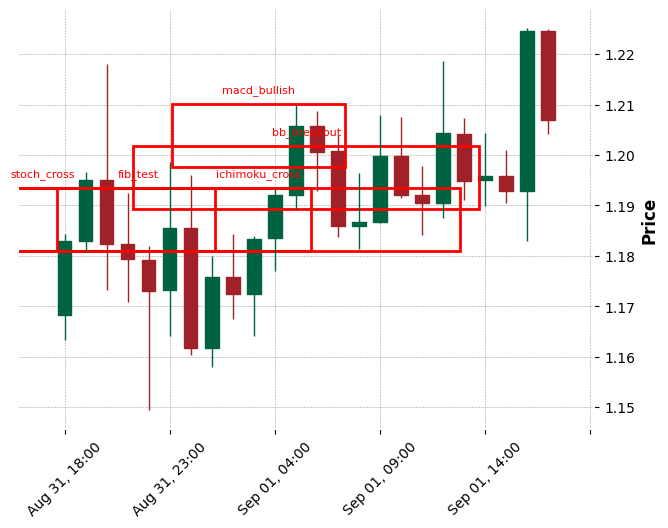 macd_bullish
bb_breakout
stoch_cross
fib_test
ichimoku_cross
1.22
1.21
1.20
1.19
1.18
1.17
1.16
1.15
Price
Aug 31, 18:00
Aug 31, 23:00
Sep 01, 04:00
Sep 01, 09:00
Sep 01, 14:00